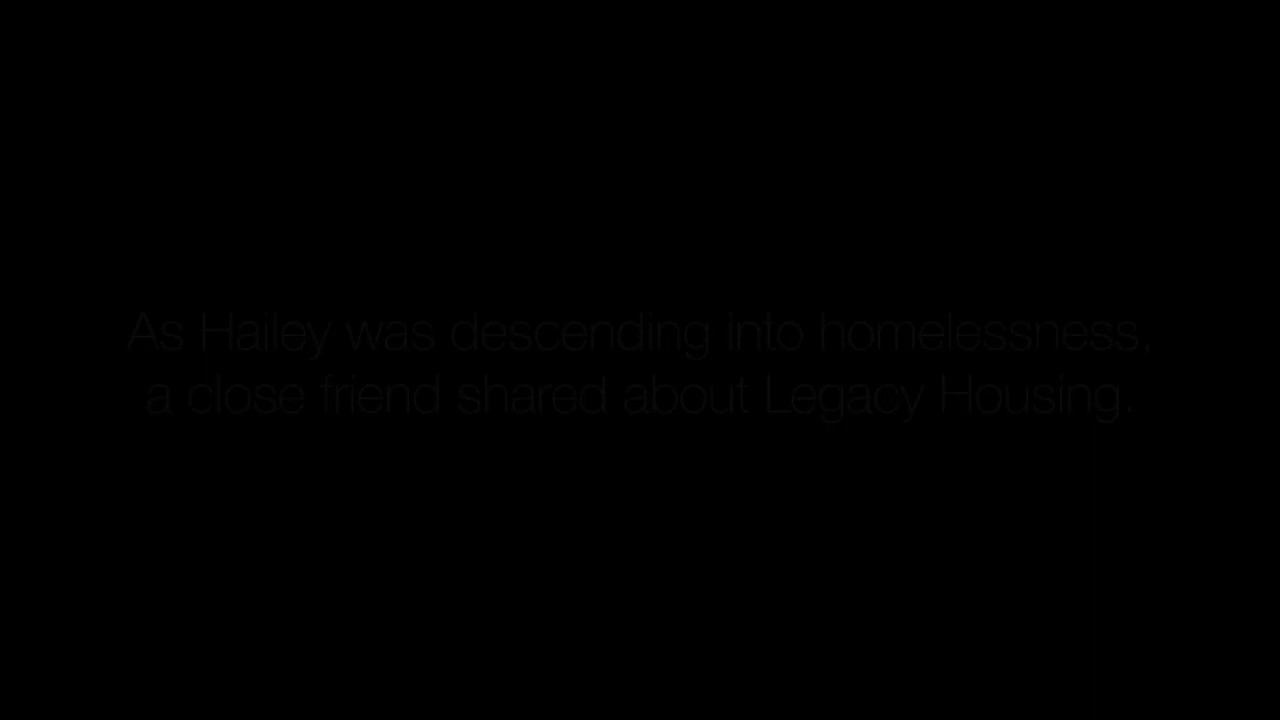 As Hailey was descending into homelessness,
a close friend shared about Legacy Housing.